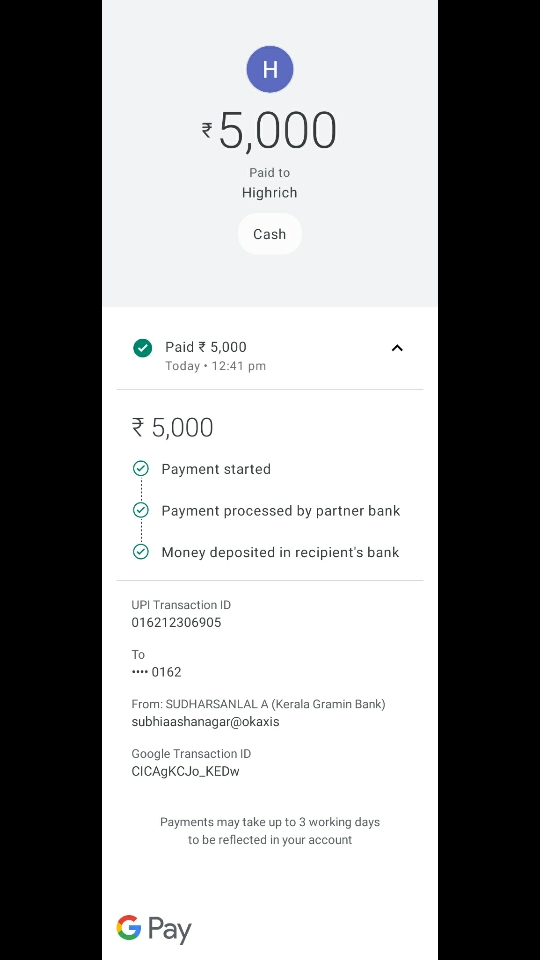 H
₹5,000
Paid to
Highrich
Cash
Paid ₹ 5,000
Today • 12:41 pm
₹ 5,000
Payment started
Payment processed by partner bank
Money deposited in recipient's bank
UPI Transaction ID
016212306905
To
•••• 0162
From: SUDHARSANLAL A (Kerala Gramin Bank)
subhiaashanagar@okaxis
Google Transaction ID
CICAgKCJo_KEDw
Payments may take up to 3 working days
to be reflected in your account
G Pay